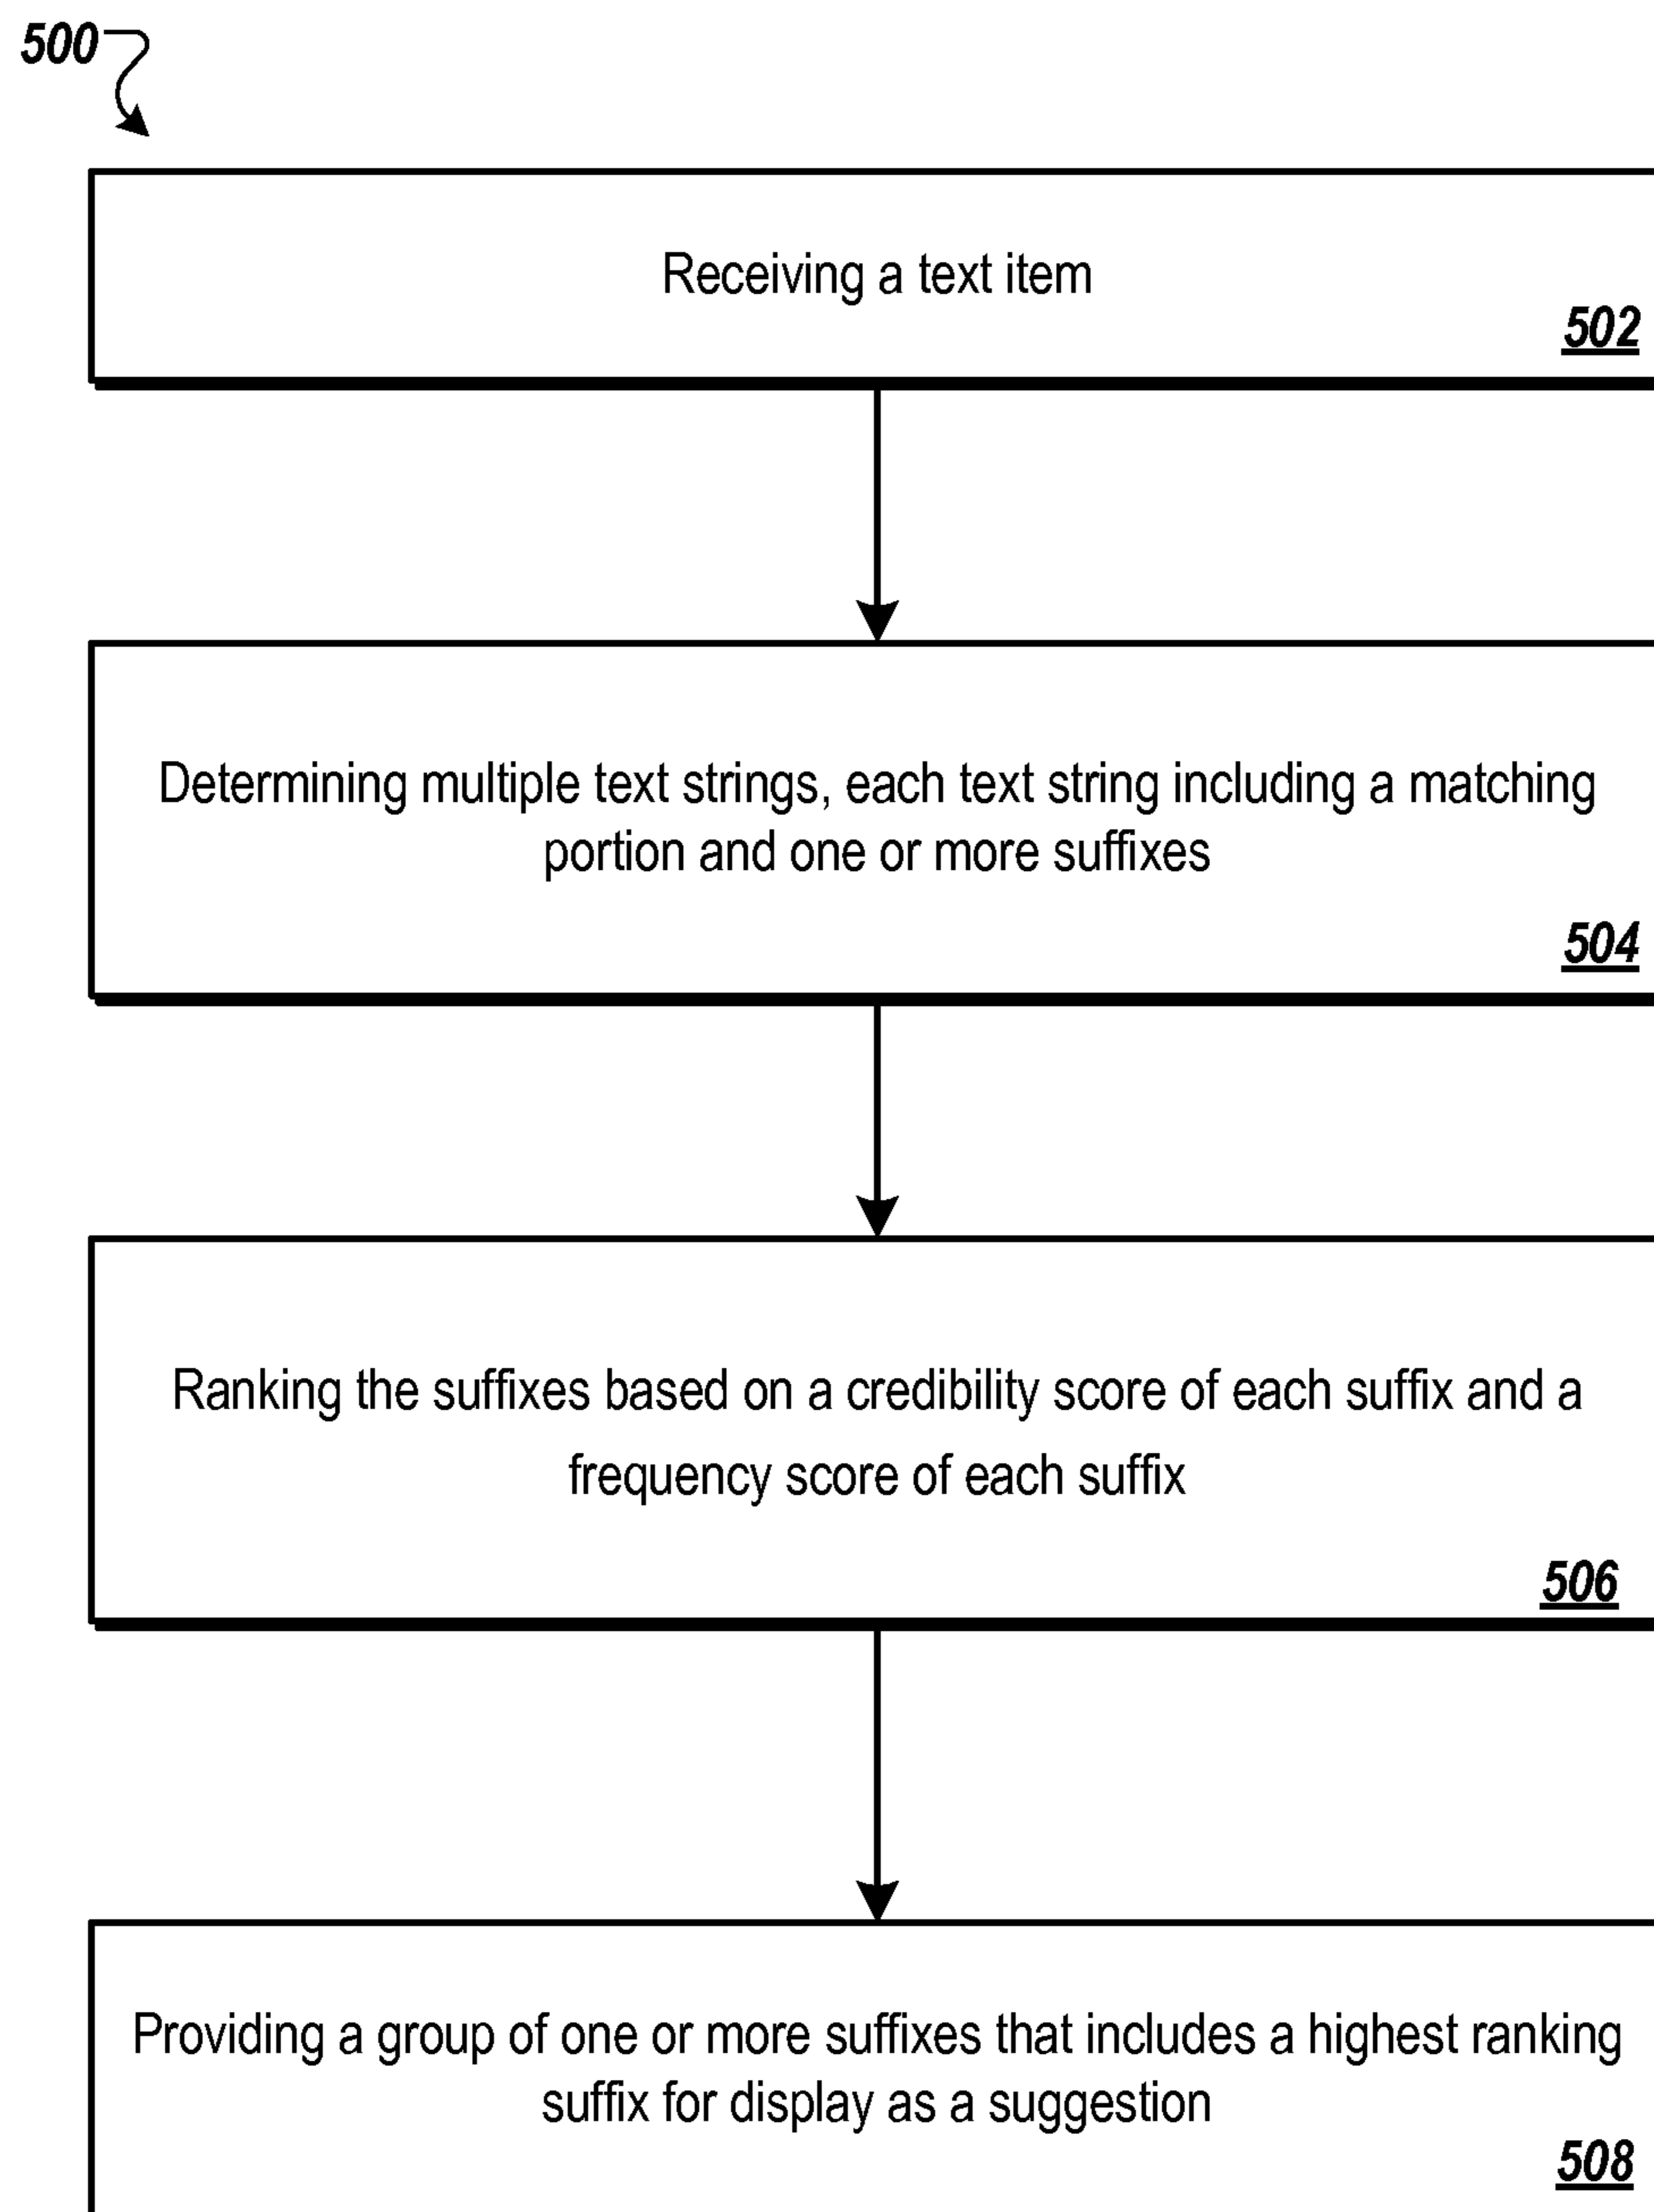 500
Receiving a text item
502
Determining multiple text strings, each text string including a matching
portion and one or more suffixes
504
Ranking the suffixes based on a credibility score of each suffix and a
frequency score of each suffix
506
Providing a group of one or more suffixes that includes a highest ranking
suffix for display as a suggestion
508